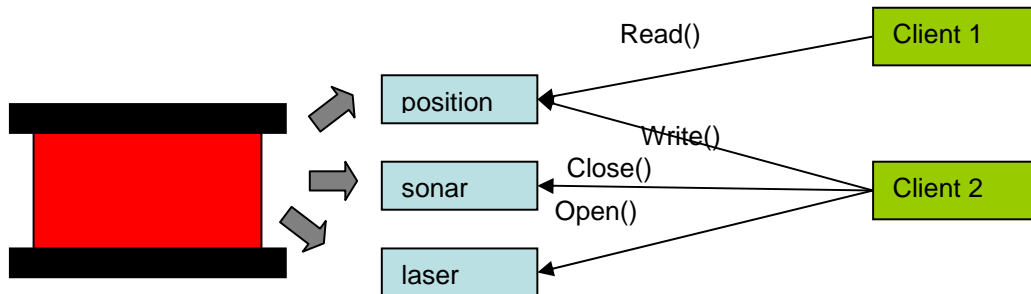 Read()
Client 1
position
Write()
Close()
sonar
Client 2
Open()
laser